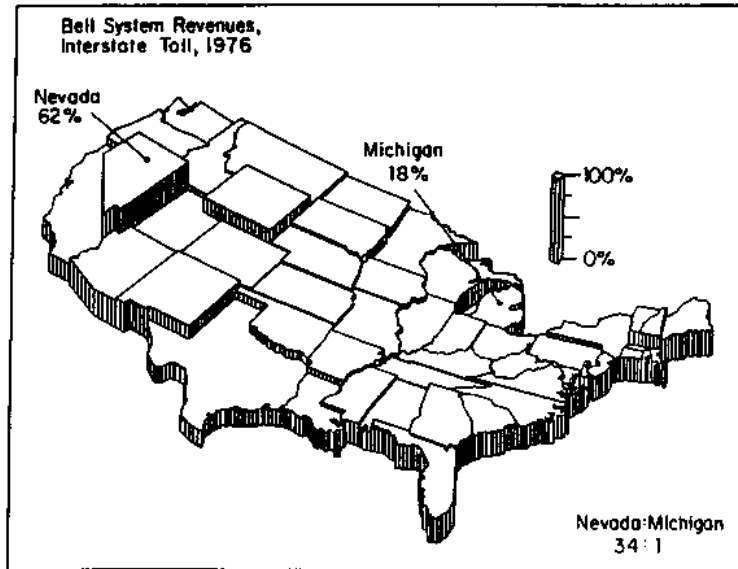 Bell System Revenues,
Interstate Toll, 1976
Nevada
62%
Michigan
18%
100%
0%
Nevada:Michigan
34:1